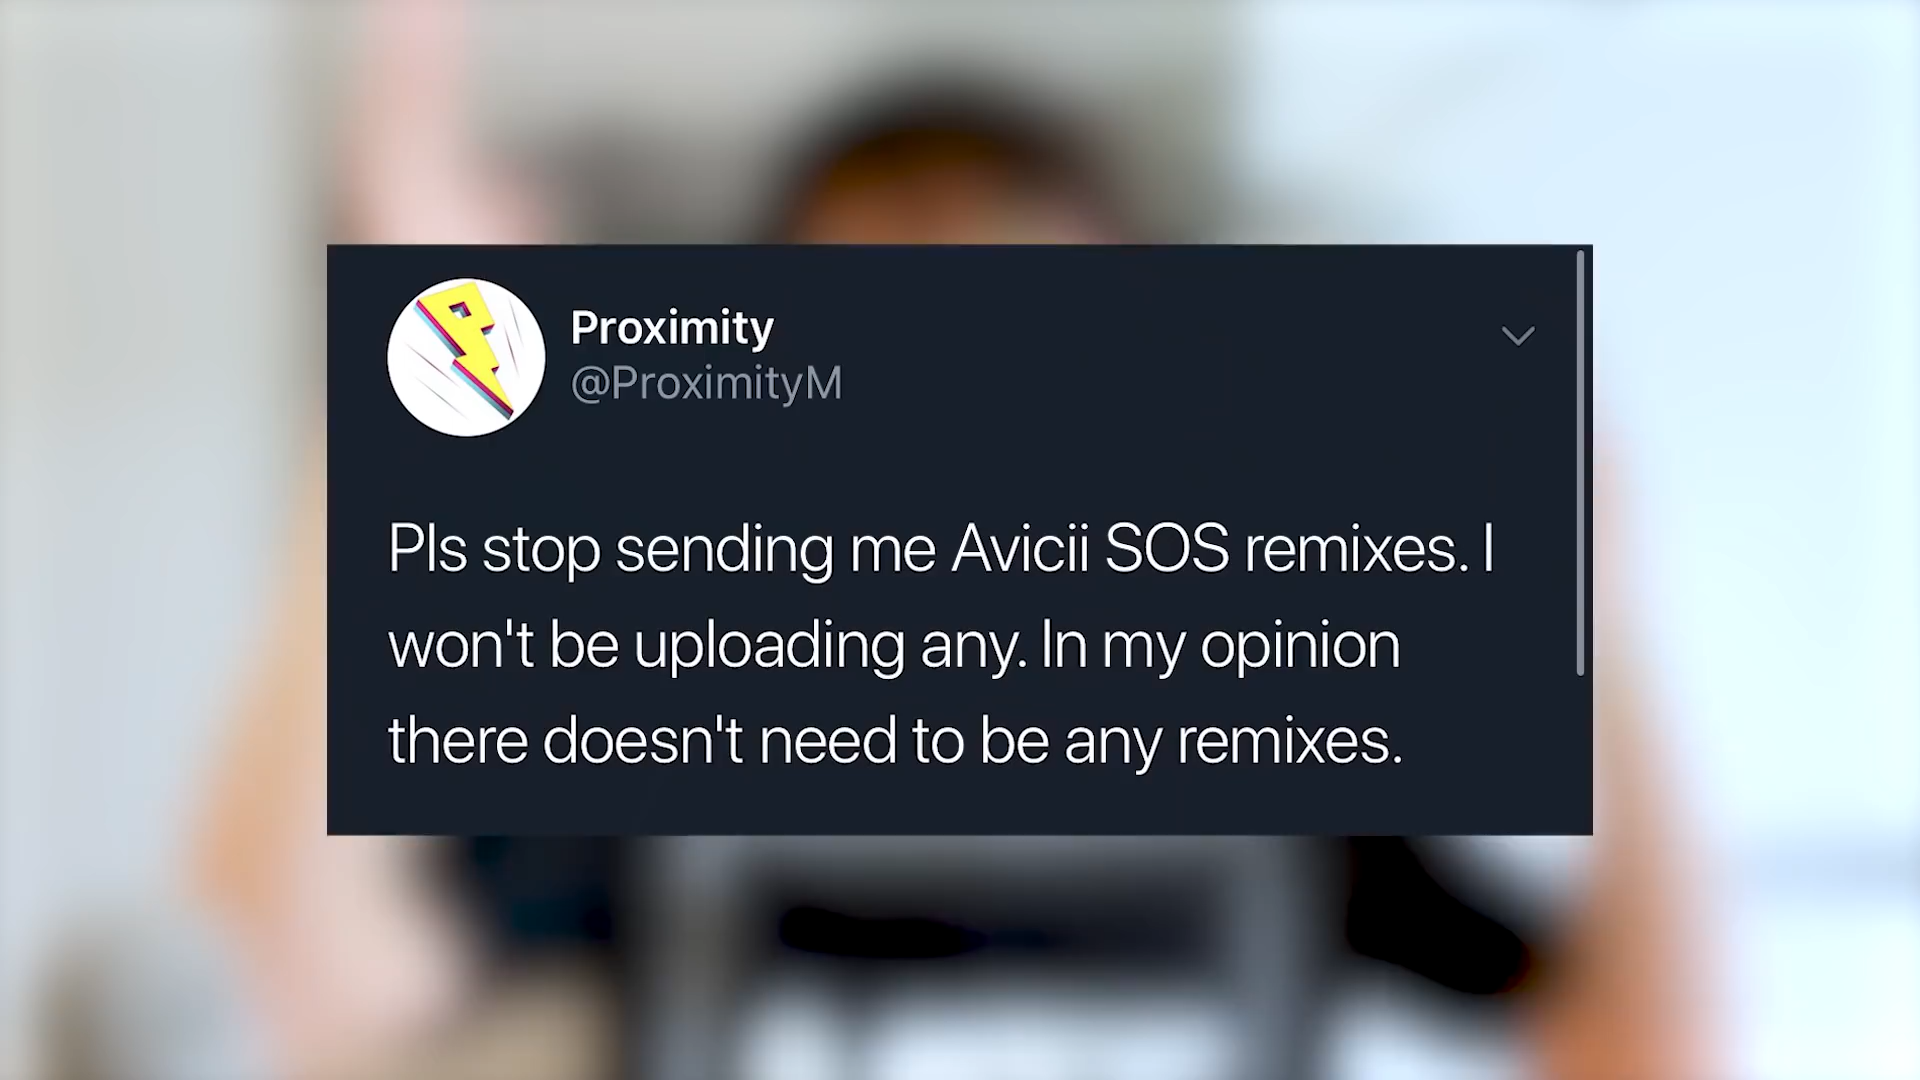 Proximity
@ProximityM
Pls stop sending me Avicii SOS remixes. I
won't be uploading any. In my opinion
there doesn't need to be any remixes.